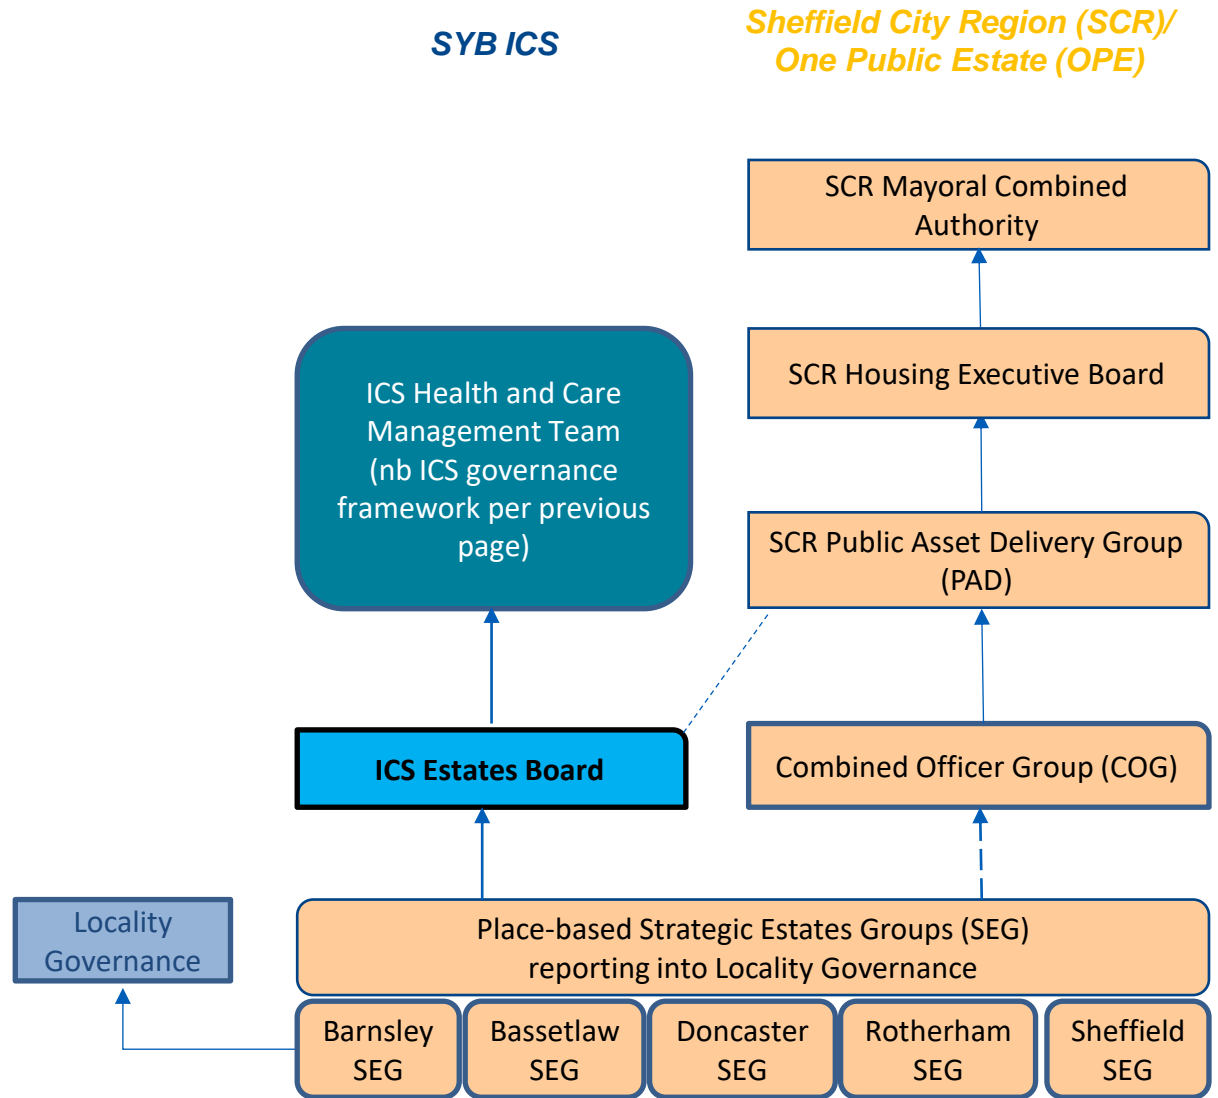 SYB ICS
Sheffield City Region (SCR)/
One Public Estate (OPE)
SCR Mayoral Combined
Authority
SCR Housing Executive Board
ICS Health and Care
Management Team
(nb ICS governance
framework per previous
page)
SCR Public Asset Delivery Group
(PAD)
ICS Estates Board
Combined Officer Group (COG)
Locality
Governance
Place-based Strategic Estates Groups (SEG)
reporting into Locality Governance
Barnsley
SEG
Bassetlaw
SEG
Doncaster
SEG
Rotherham
SEG
Sheffield
SEG